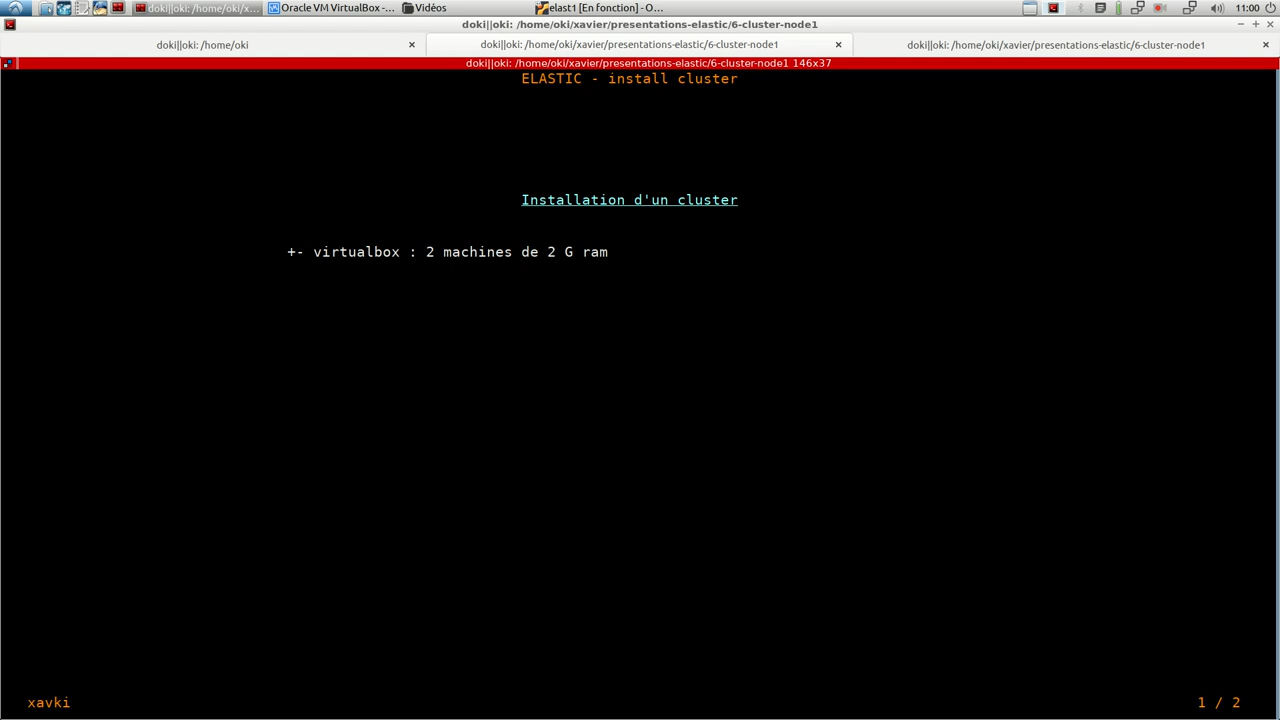 doki||oki: /home/oki/x...
Oracle VM VirtualBox -...
Vidéos
elast1 [En fonction] - O...
11:00
doki||oki: /home/oki/xavier/presentations-elastic/6-cluster-node1
doki||oki: /home/oki
doki||oki: /home/oki/xavier/presentations-elastic/6-cluster-node1
doki||oki: /home/oki/xavier/presentations-elastic/6-cluster-node1
doki||oki: /home/oki/xavier/presentations-elastic/6-cluster-node1 146x37
ELASTIC - install cluster
Installation d'un cluster
+- virtualbox : 2 machines de 2 G ram
xavki
1 / 2